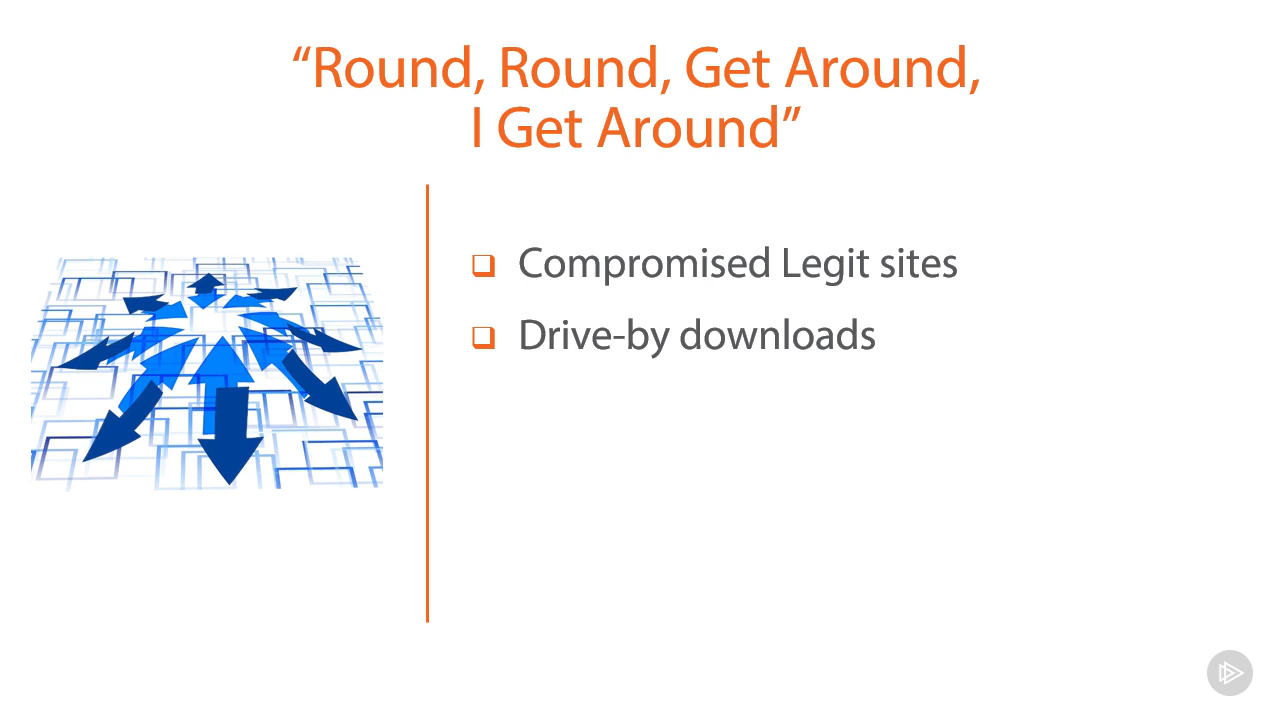 “Round, Round, Get Around,
I Get Around”
Compromised Legit sites
Drive-by downloads